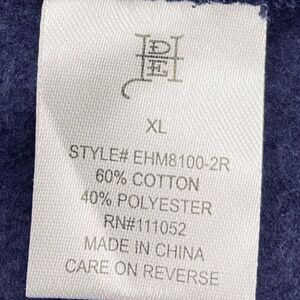 XL
STYLE# EHM8100-2R
60% COTTON
40% POLYESTER
RN#111052
MADE IN CHINA
CARE ON REVERSE